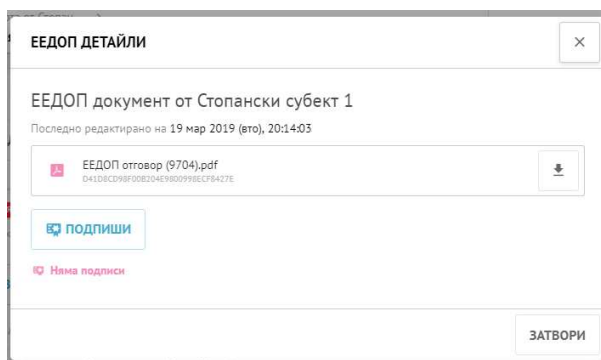 ЕЕДОП ДЕТАЙЛИ
ЕЕДОП документ от Стопански субект 1
Последно редактирано на 19 мар 2019 (вто), 20:14:03
ЕЕДОП отговор (9704).pdf
D41D8CD98F00B204E9800998ECF8427E
ПОДПИШИ
Няма подписи
ЗАТВОРИ